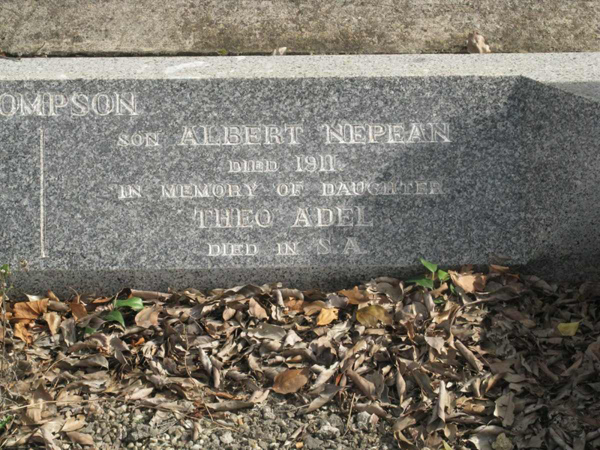 OMPSON
SON ALBERT NEPEAN
DIED 1911
IN MEMORY OF DAUGHTER
THEO ADEL
DIED IN S.A.